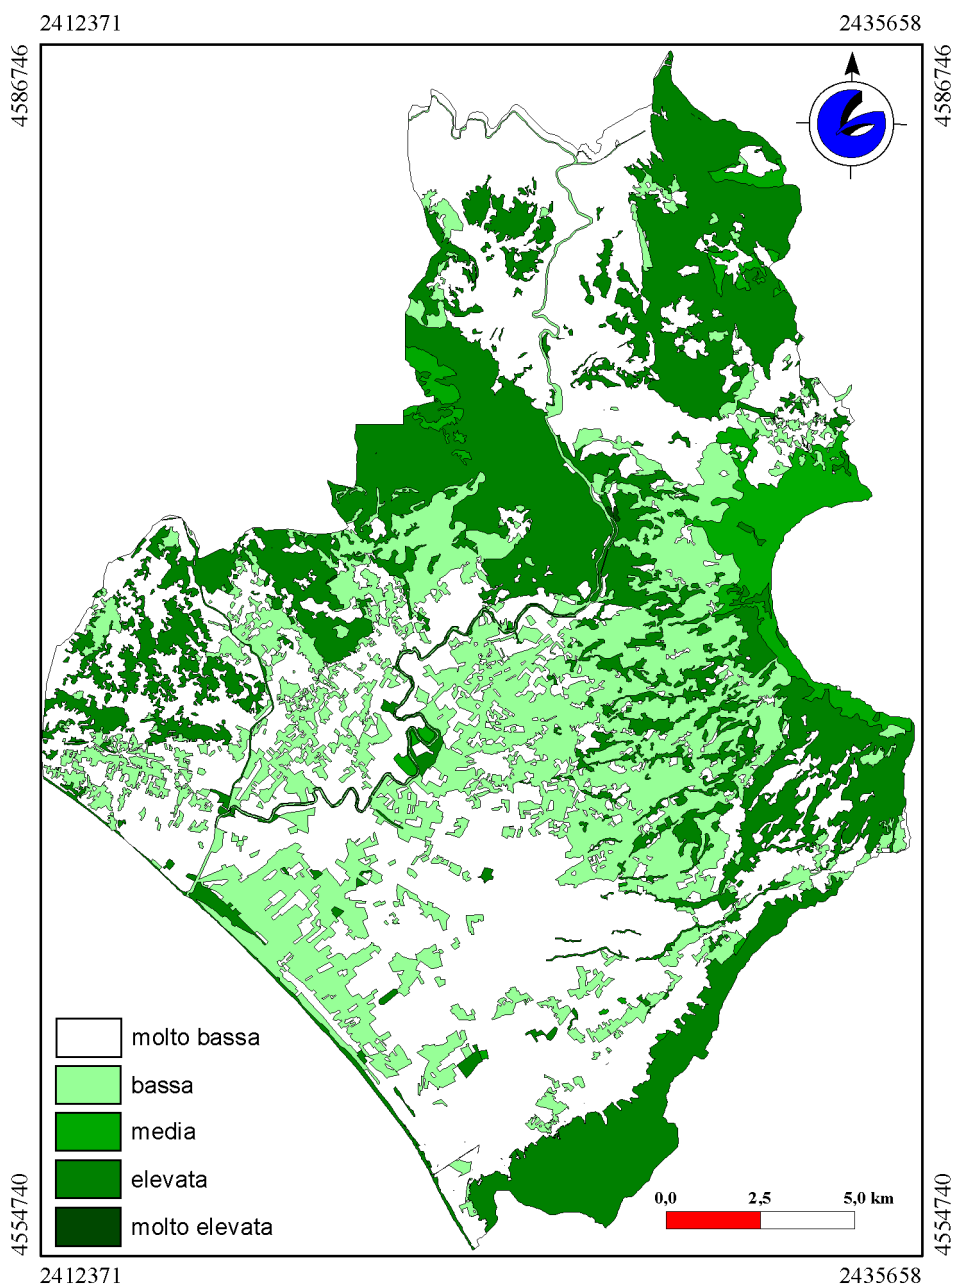 2412371 2435658
4586746 4586746
molto bassa
bassa
media
elevata
molto elevata
0,0 2,5 5,0 km
4554740 4554740
2412371 2435658